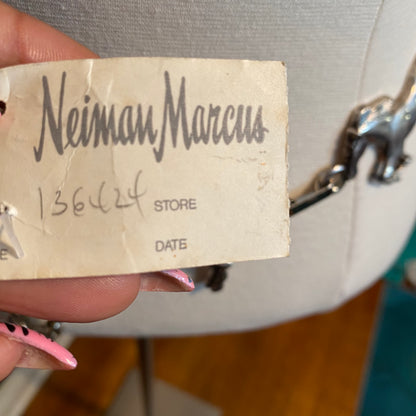 Neiman Marcus
136424 STORE
DATE